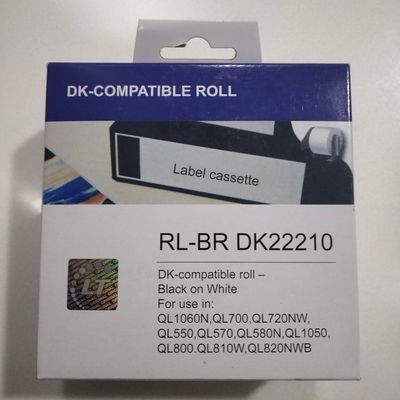 DK-COMPATIBLE ROLL
Label cassette
RL-BR DK22210
LT
DK-compatible roll –
Black on White
For use in:
QL1060N,QL700,QL720NW,
QL550,QL570,QL580N,QL1050,
QL800.QL810W,QL820NWB